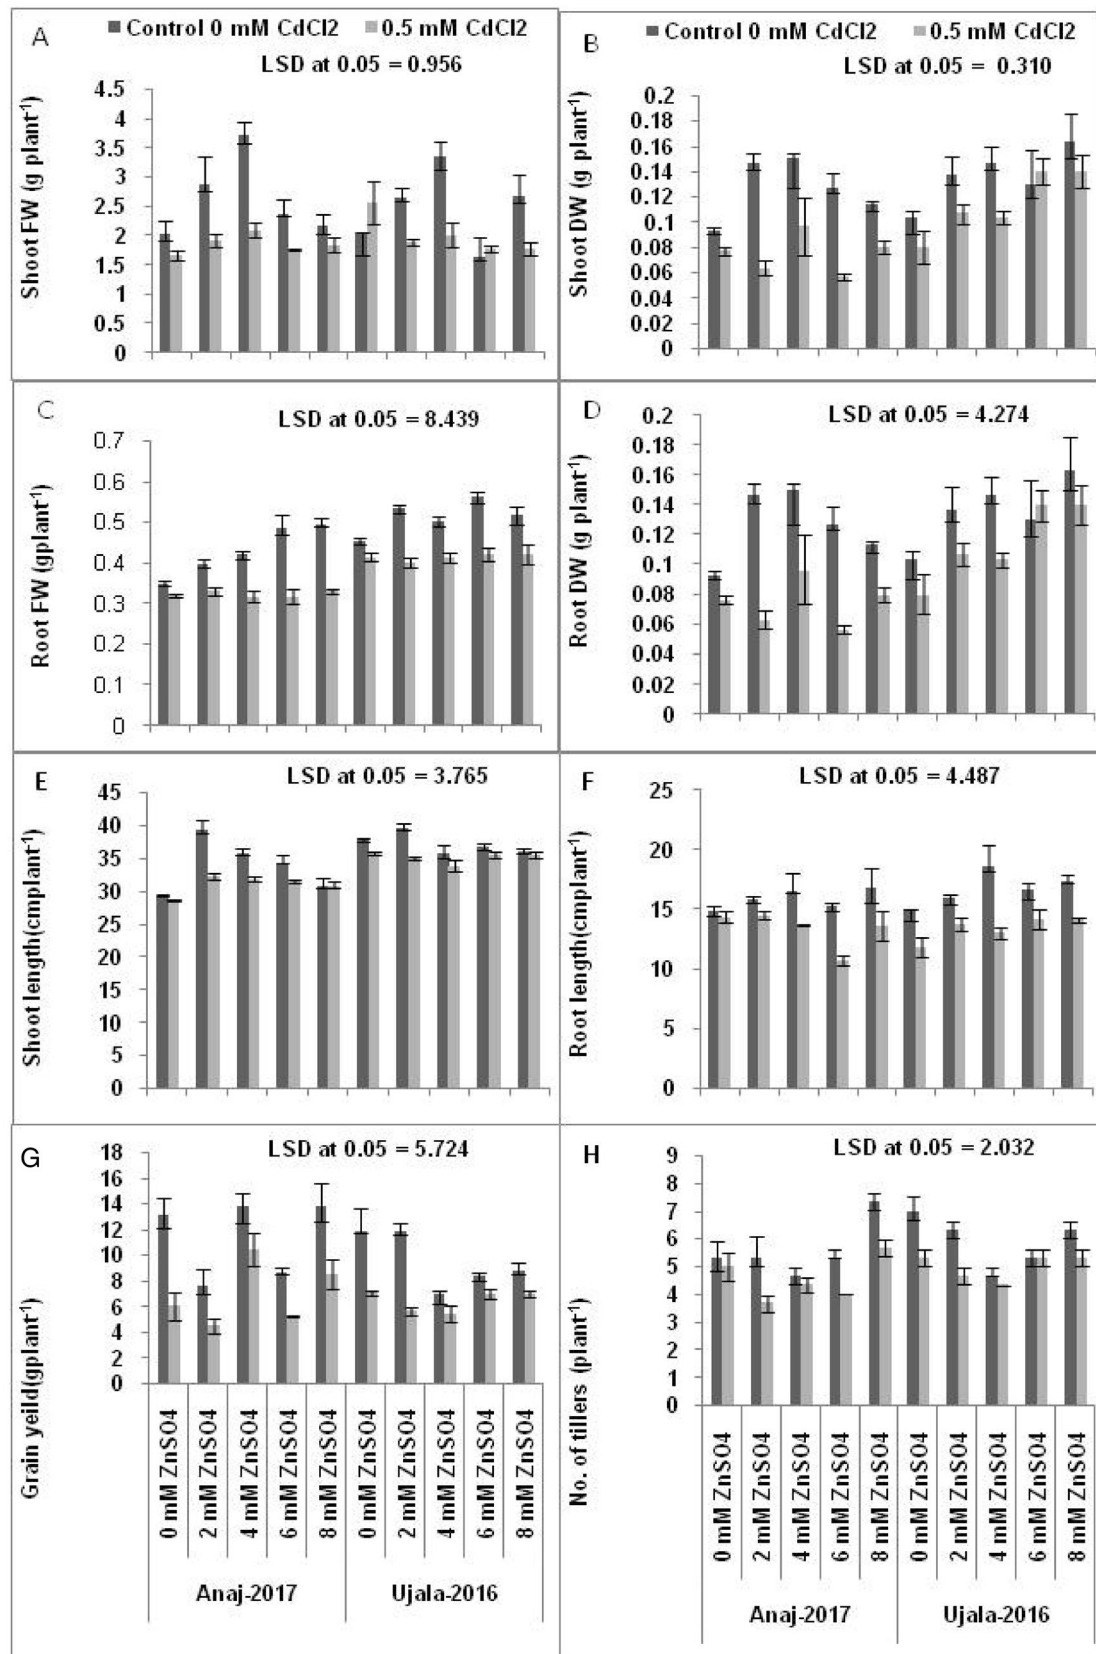 A
Control 0 mM CdCl2 0.5 mM CdCl2
LSD at 0.05 = 0.956
Shoot FW (g plant-1)
4.5
4
3.5
3
2.5
2
1.5
1
0.5
0
B
Control 0 mM CdCl2 0.5 mM CdCl2
LSD at 0.05 = 0.310
Shoot DW (g plant-1)
0.2
0.18
0.16
0.14
0.12
0.1
0.08
0.06
0.04
0.02
0
C
LSD at 0.05 = 8.439
Root FW (gplant-1)
0.7
0.6
0.5
0.4
0.3
0.2
0.1
0
D
LSD at 0.05 = 4.274
Root DW (g plant-1)
0.2
0.18
0.16
0.14
0.12
0.1
0.08
0.06
0.04
0.02
0
E
LSD at 0.05 = 3.765
Shoot length(cmplant-1)
45
40
35
30
25
20
15
10
5
0
F
LSD at 0.05 = 4.487
Root length(cmplant-1)
25
20
15
10
5
0
G
LSD at 0.05 = 5.724
Grain yeild(gplant-1)
18
16
14
12
10
8
6
4
2
0
0 mM ZnSO4
2 mM ZnSO4
4 mM ZnSO4
6 mM ZnSO4
8 mM ZnSO4
0 mM ZnSO4
2 mM ZnSO4
4 mM ZnSO4
6 mM ZnSO4
8 mM ZnSO4
Anaj-2017 Ujala-2016
H
LSD at 0.05 = 2.032
No. of tillers (plant-1)
9
8
7
6
5
4
3
2
1
0
0 mM ZnSO4
2 mM ZnSO4
4 mM ZnSO4
6 mM ZnSO4
8 mM ZnSO4
0 mM ZnSO4
2 mM ZnSO4
4 mM ZnSO4
6 mM ZnSO4
8 mM ZnSO4
Anaj-2017 Ujala-2016